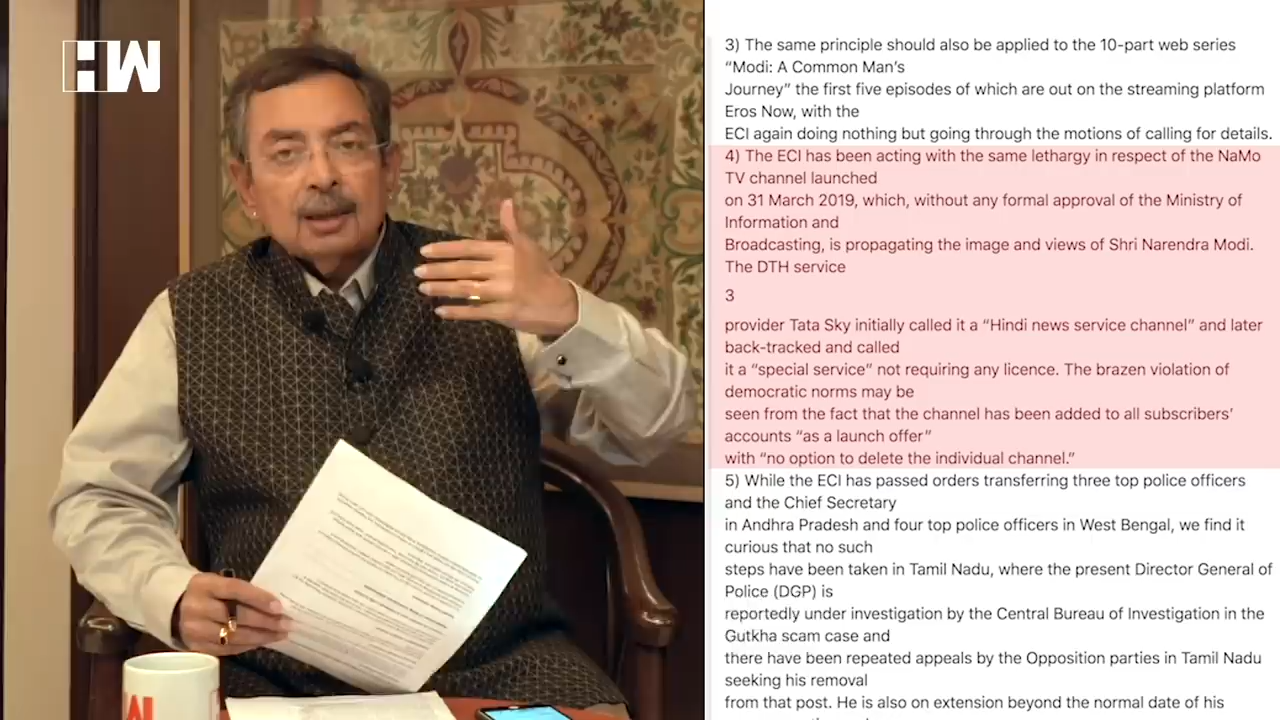 HW
3) The same principle should also be applied to the 10-part web series
“Modi: A Common Man’s
Journey” the first five episodes of which are out on the streaming platform
Eros Now, with the
ECI again doing nothing but going through the motions of calling for details.
4) The ECI has been acting with the same lethargy in respect of the NaMo
TV channel launched
on 31 March 2019, which, without any formal approval of the Ministry of
Information and
Broadcasting, is propagating the image and views of Shri Narendra Modi.
The DTH service
3
provider Tata Sky initially called it a “Hindi news service channel” and later
back-tracked and called
it a “special service” not requiring any licence. The brazen violation of
democratic norms may be
seen from the fact that the channel has been added to all subscribers’
accounts “as a launch offer”
with “no option to delete the individual channel.”
5) While the ECI has passed orders transferring three top police officers
and the Chief Secretary
in Andhra Pradesh and four top police officers in West Bengal, we find it
curious that no such
steps have been taken in Tamil Nadu, where the present Director General of
Police (DGP) is
reportedly under investigation by the Central Bureau of Investigation in the
Gutkha scam case and
there have been repeated appeals by the Opposition parties in Tamil Nadu
seeking his removal
from that post. He is also on extension beyond the normal date of his